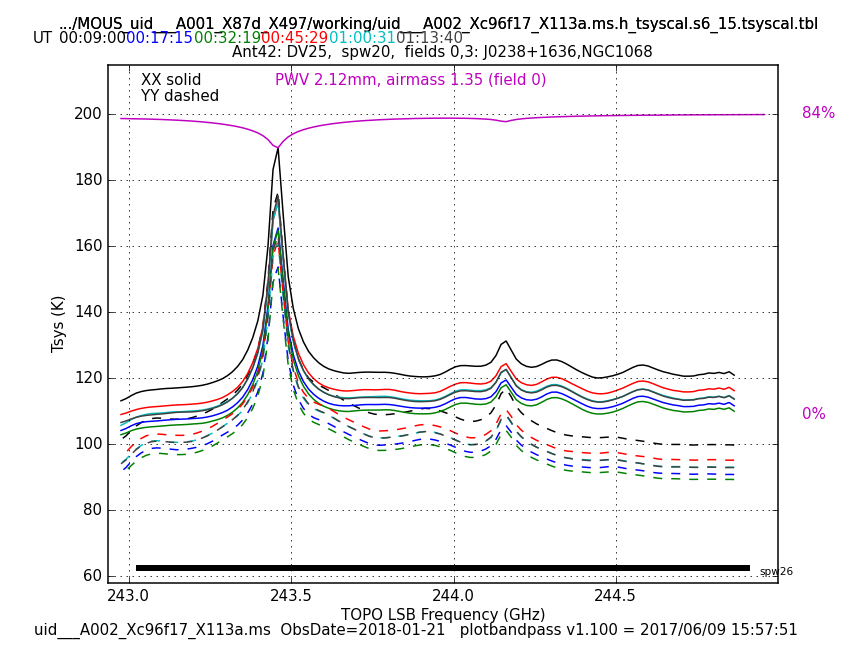 .../MOUS_uid___A001_X87d_X497/working/uid___A002_Xc96f17_X113a.ms.h_tsyscal.s6_15.tsyscal.tbl
UT 00:09:00 00:17:15 00:32:19 00:45:29 01:00:31 01:13:40
Ant42: DV25,  spw20,  fields 0,3: J0238+1636,NGC1068
XX solid
PWV 2.12mm, airmass 1.35 (field 0)
YY dashed
200
84%
180
160
140
Tsys (K)
120
0%
100
80
60
spw26
243.0 243.5 244.0 244.5
TOPO LSB Frequency (GHz)
uid___A002_Xc96f17_X113a.ms  ObsDate=2018-01-21   plotbandpass v1.100 = 2017/06/09 15:57:51